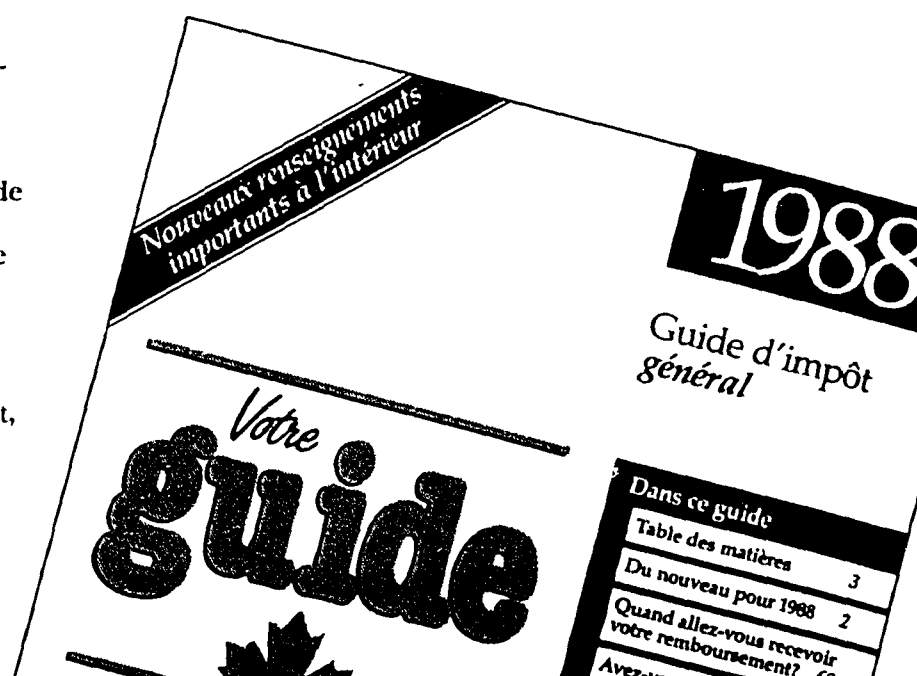 de
e
t,
Nouveaux renseignements
importants à l'intérieur
1988
Guide d'impôt
général
Votre
guide
Dans ce guide
Table des matières 3
Du nouveau pour 1988 2
Quand allez-vous recevoir
votre remboursement?